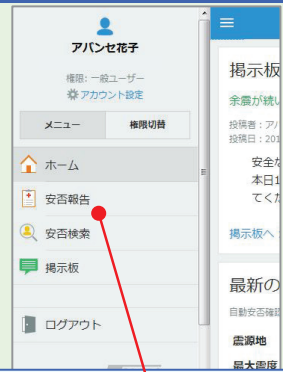 アバンセ花子
権限: 一般ユーザー
アカウント設定
メニュー
権限切替
ホーム
安否報告
安否検索
掲示板
ログアウト
掲示板
余震が続い
投稿者：アバ
投稿日：201
安全な
本日1
てくた
掲示板へ
最新の
自動安否確認
震源地
最大震度